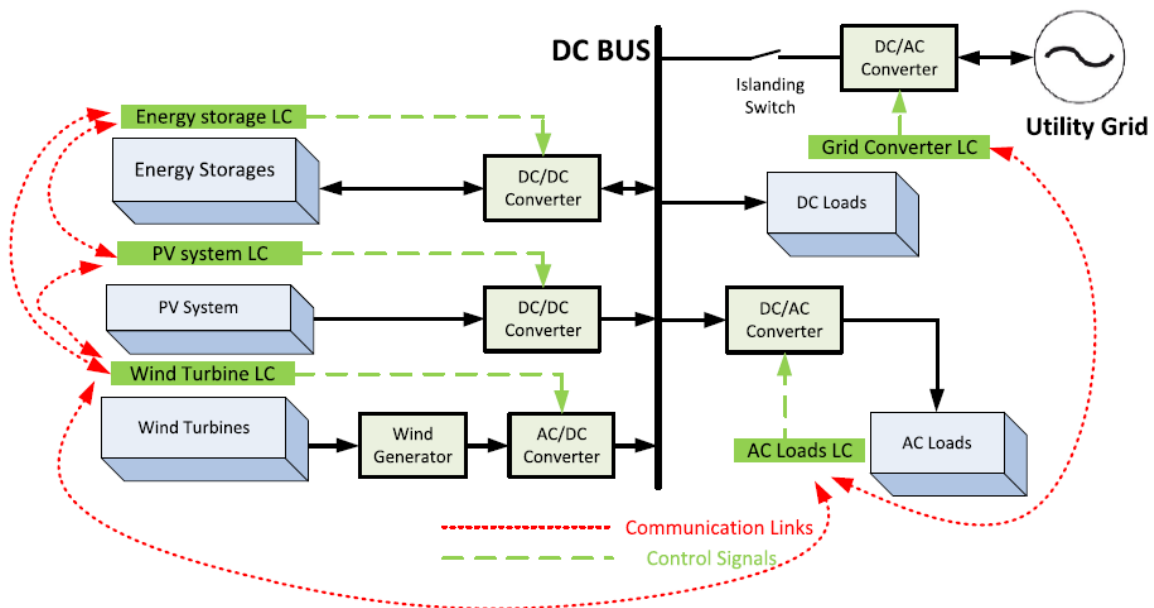 DC BUS
DC/AC
Converter
Islanding
Switch
Utility Grid
Energy storage LC
Grid Converter LC
Energy Storages
DC/DC
Converter
DC Loads
PV system LC
PV System
DC/DC
Converter
DC/AC
Converter
Wind Turbine LC
Wind Turbines
Wind
Generator
AC/DC
Converter
AC Loads LC
AC Loads
Communication Links
Control Signals